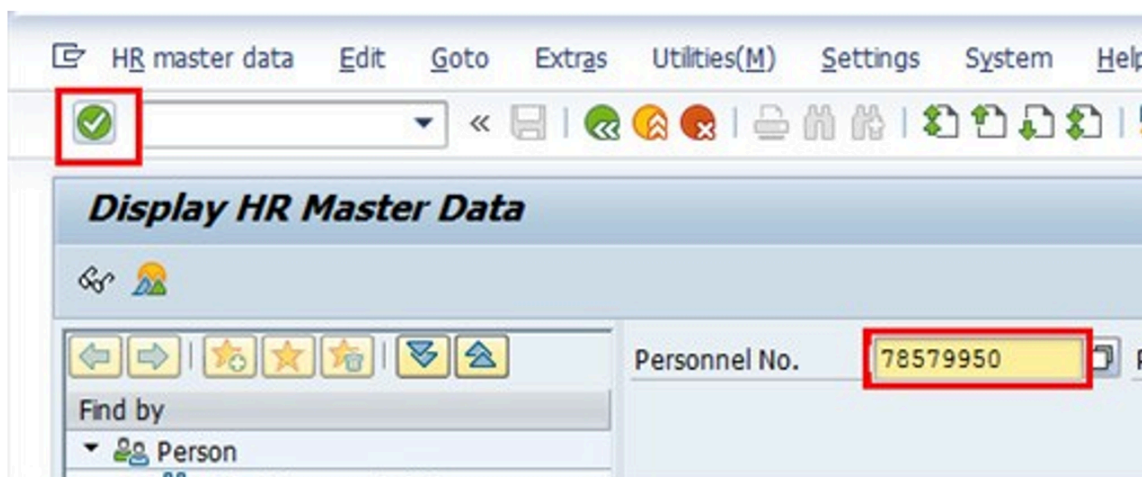 HR master data Edit Goto Extras Utilities(M) Settings System Help
Display HR Master Data
Personnel No. 78579950
Find by
Person